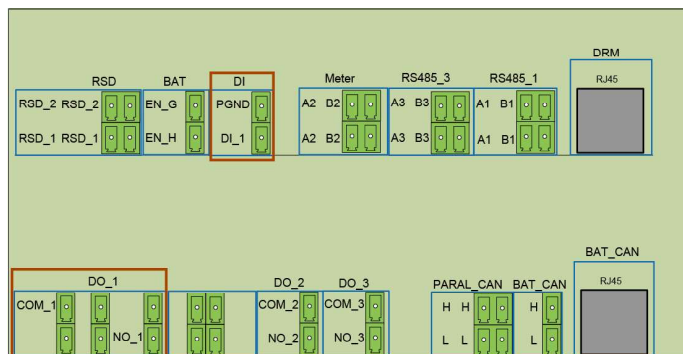 DRM
RSD BAT DI Meter RS485_3 RS485_1 RJ45
RSD_2 RSD_2 EN_G PGND A2 B2 A3 B3 A1 B1
RSD_1 RSD_1 EN_H DI_1 A2 B2 A3 B3 A1 B1
BAT_CAN
DO_1 DO_2 DO_3 PARAL_CAN BAT_CAN RJ45
COM_1 COM_2 COM_3 H H H
NO_1 NO_2 NO_3 L L L